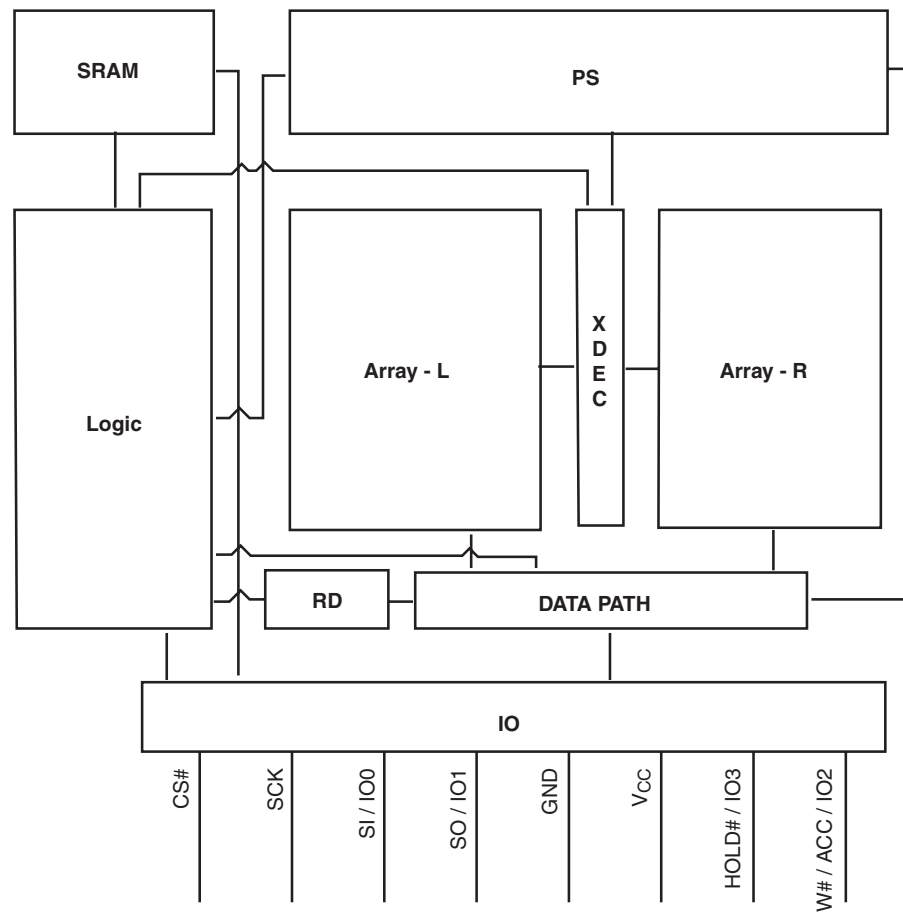 SRAM
PS
Logic
Array - L
X
D
E
C
Array - R
RD
DATA PATH
IO
CS#
SCK
SI / IO0
SO / IO1
GND
VCC
HOLD# / IO3
W# / ACC / IO2